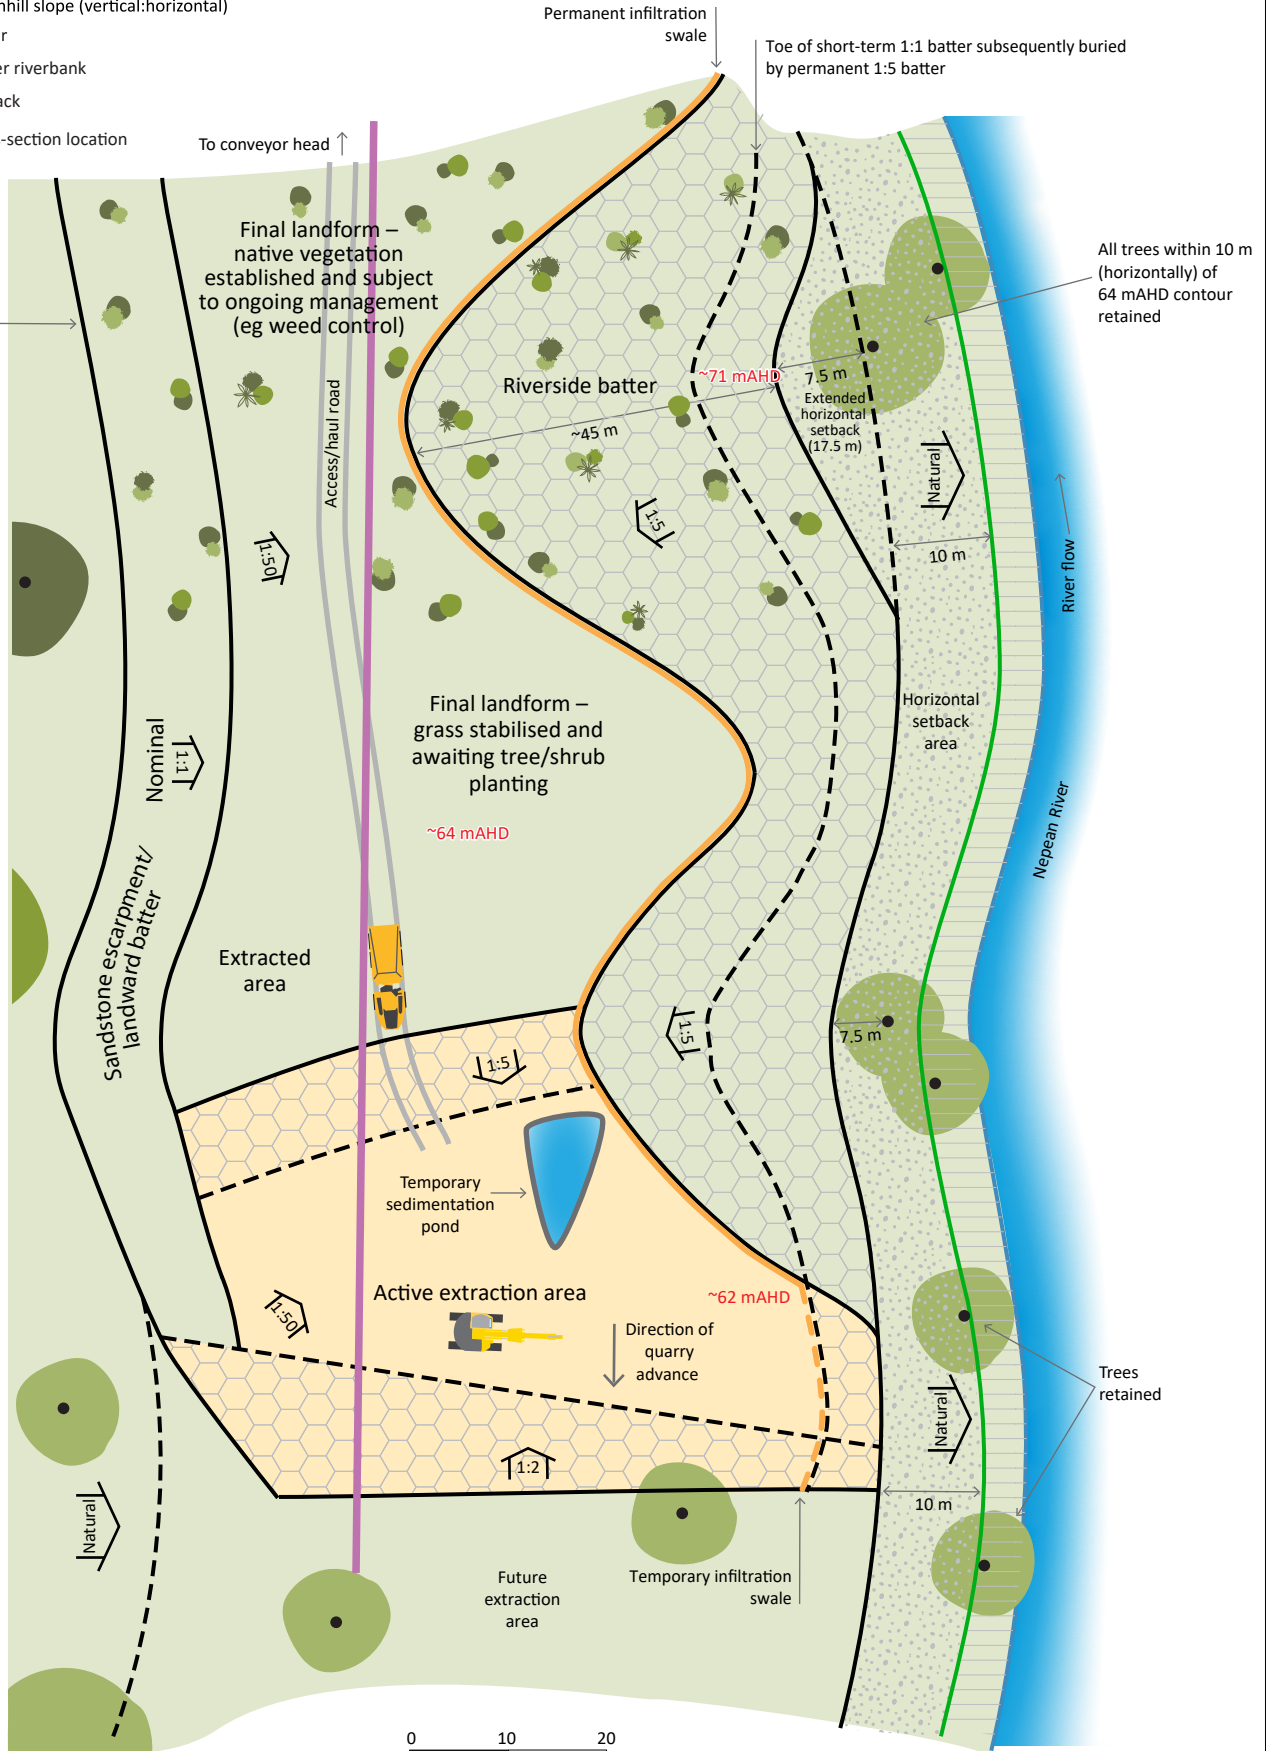 nhill slope (vertical:horizontal)
r
er riverbank
ack
-section location
Permanent infiltration
swale
Toe of short-term 1:1 batter subsequently buried
by permanent 1:5 batter
To conveyor head
Final landform –
native vegetation
established and subject
to ongoing management
(eg weed control)
All trees within 10 m
(horizontally) of
64 mAHD contour
retained
Riverside batter
~71 mAHD
7.5 m
Extended
horizontal
setback
(17.5 m)
~45 m
Access/haul road
Natural
1:5
1:50
10 m
River flow
Final landform –
grass stabilised and
awaiting tree/shrub
planting
Horizontal
setback
area
Nominal
1:1
~64 mAHD
Nepean River
Sandstone escarpment/
landward batter
Extracted
area
1:5
7.5 m
1:5
Temporary
sedimentation
pond
Active extraction area
~62 mAHD
1:50
Direction of
quarry
advance
Trees
retained
Natural
1:2
10 m
Natural
Future
extraction
area
Temporary infiltration
swale
0 10 20